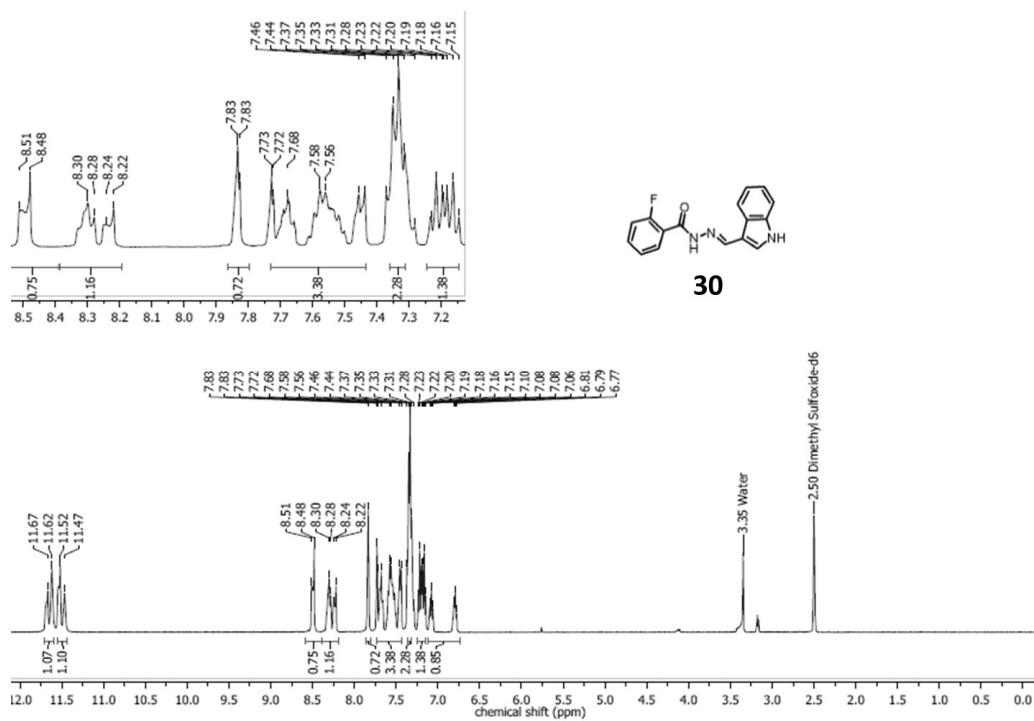 7.46 7.44 7.37 7.35 7.33 7.31 7.28 7.23 7.22 7.20 7.19 7.18 7.16 7.15
8.51 8.48 8.30 8.28 8.24 8.22 7.83 7.83 7.73 7.72 7.68 7.58 7.56
0.75 1.16 0.72 3.38 2.28 1.38
8.5 8.4 8.3 8.2 8.1 8.0 7.9 7.8 7.7 7.6 7.5 7.4 7.3 7.2
F
O
N
H
N
NH
30
7.83 7.83 7.73 7.72 7.68 7.58 7.56 7.46 7.44 7.37 7.35 7.33 7.31 7.28 7.23 7.22 7.20 7.19 7.18 7.16 7.15 7.10 7.08 7.08 7.06 6.81 6.79 6.77
11.67 11.62 11.52 11.47
8.51 8.48 8.30 8.28 8.24 8.22
3.35 Water
2.50 Dimethyl Sulfoxide-d6
1.07 1.10 0.75 1.16 0.72 3.38 2.28 1.38 0.85
12.0 11.5 11.0 10.5 10.0 9.5 9.0 8.5 8.0 7.5 7.0 6.5 6.0 5.5 5.0 4.5 4.0 3.5 3.0 2.5 2.0 1.5 1.0 0.5 0.0
chemical shift (ppm)